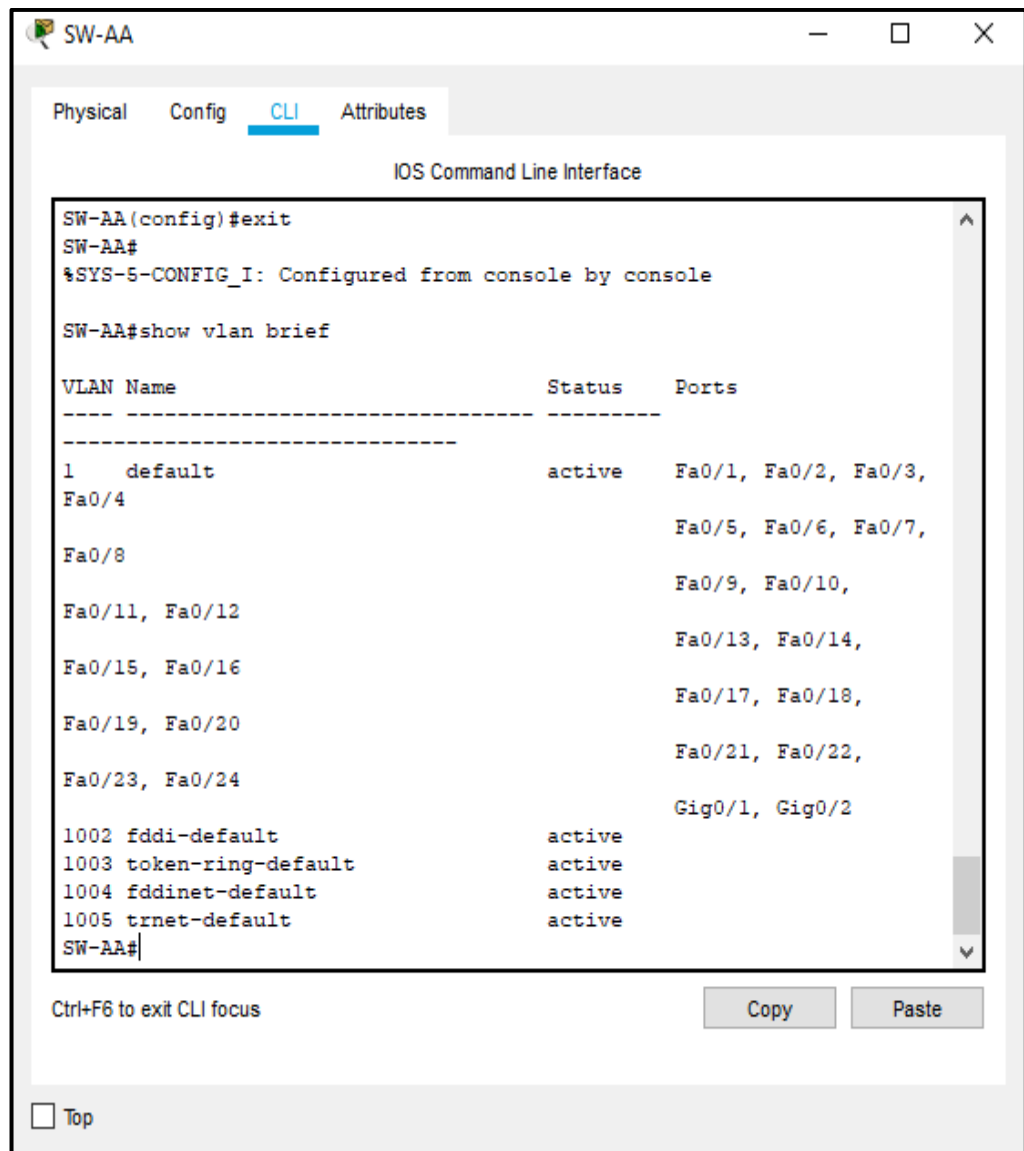 SW-AA
Physical Config CLI Attributes
IOS Command Line Interface
SW-AA(config)#exit
SW-AA#
%SYS-5-CONFIG_I: Configured from console by console
SW-AA#show vlan brief
VLAN Name                             Status    Ports
---- -------------------------------- ---------
-------------------------------
1    default                          active    Fa0/1, Fa0/2, Fa0/3,
Fa0/4
                                                Fa0/5, Fa0/6, Fa0/7,
Fa0/8
                                                Fa0/9, Fa0/10,
Fa0/11, Fa0/12
                                                Fa0/13, Fa0/14,
Fa0/15, Fa0/16
                                                Fa0/17, Fa0/18,
Fa0/19, Fa0/20
                                                Fa0/21, Fa0/22,
Fa0/23, Fa0/24
                                                Gig0/1, Gig0/2
1002 fddi-default                     active
1003 token-ring-default               active
1004 fddinet-default                  active
1005 trnet-default                    active
SW-AA#
Ctrl+F6 to exit CLI focus Copy Paste
Top